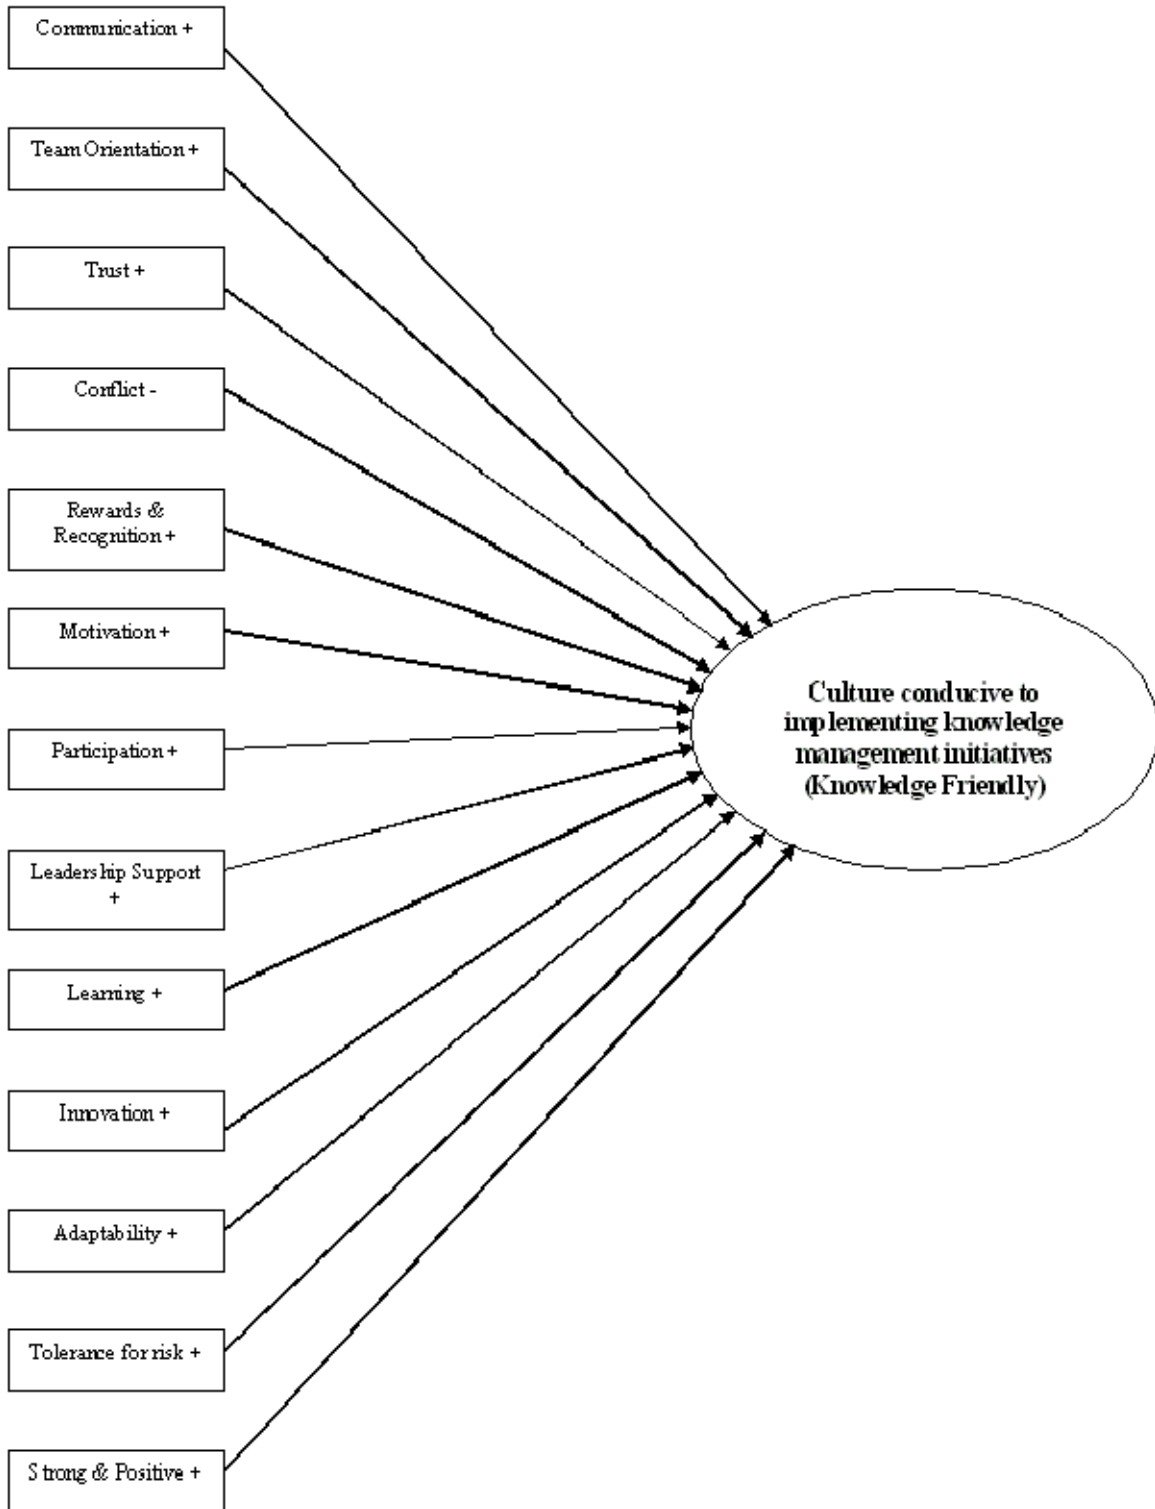 Communication +
Team Orientation +
Trust +
Conflict -
Rewards &
Recognition +
Motivation +
Participation +
Leadership Support
+
Learning +
Innovation +
Adaptability +
Tolerance for risk +
Strong & Positive +
Culture conducive to
implementing knowledge
management initiatives
(Knowledge Friendly)